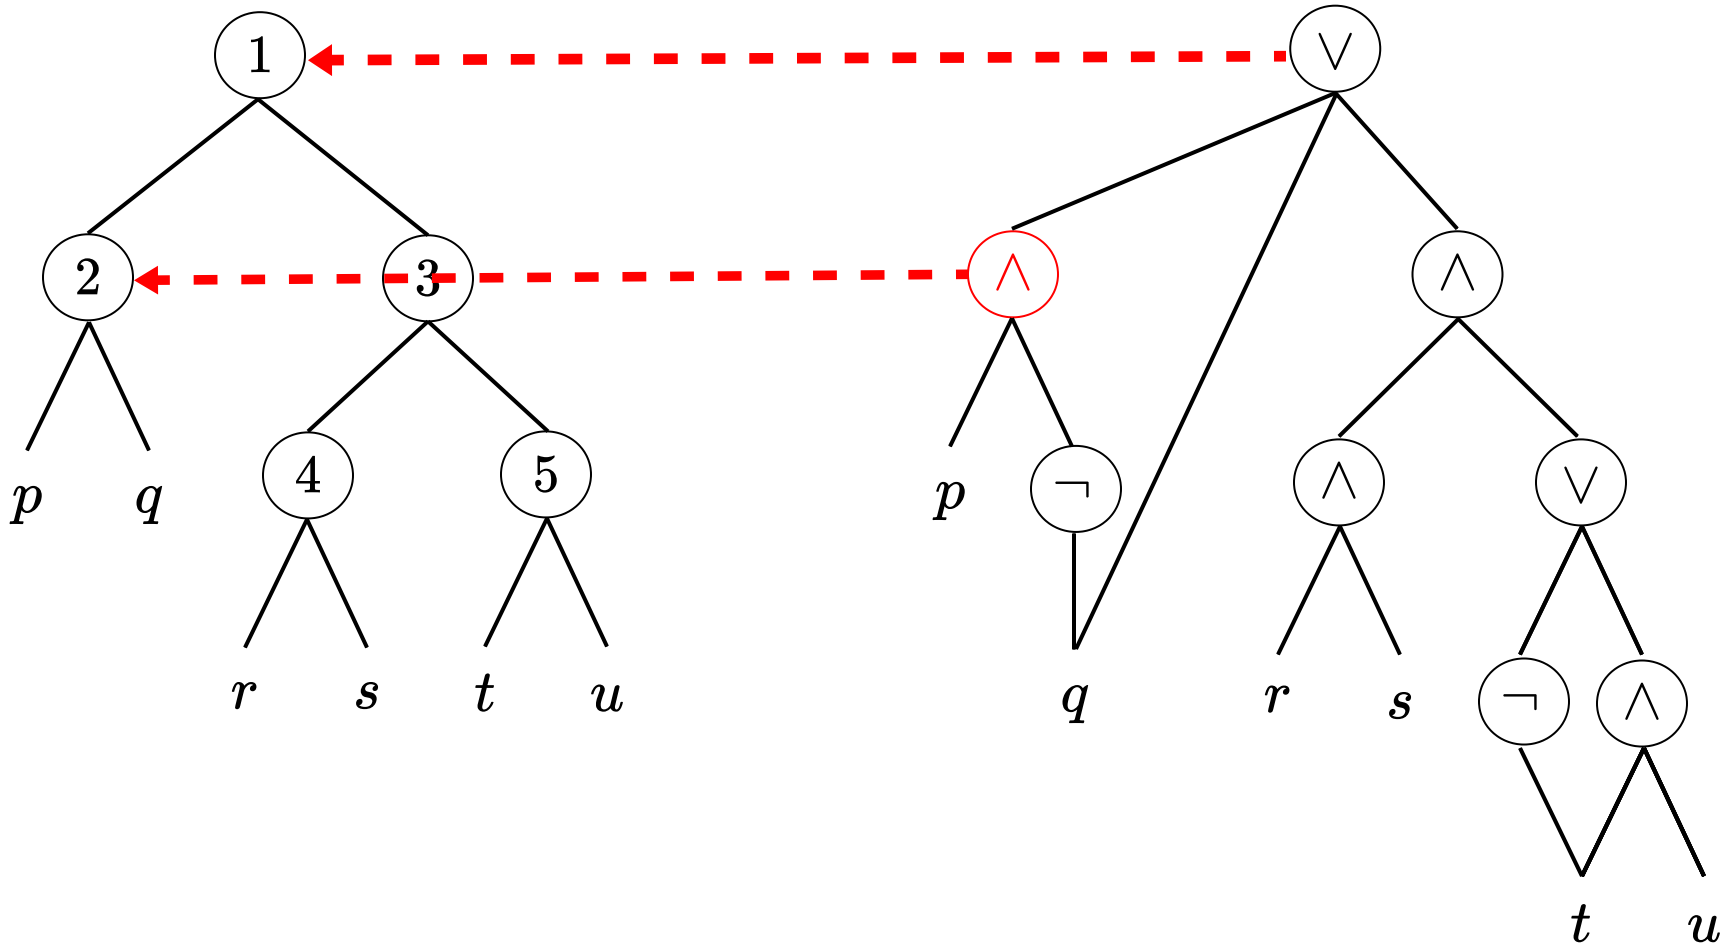 1 ∨
2 3 ∧ ∧
p q 4 5 p ¬ ∧ ∨
r s t u q r s ¬ ∧
t u